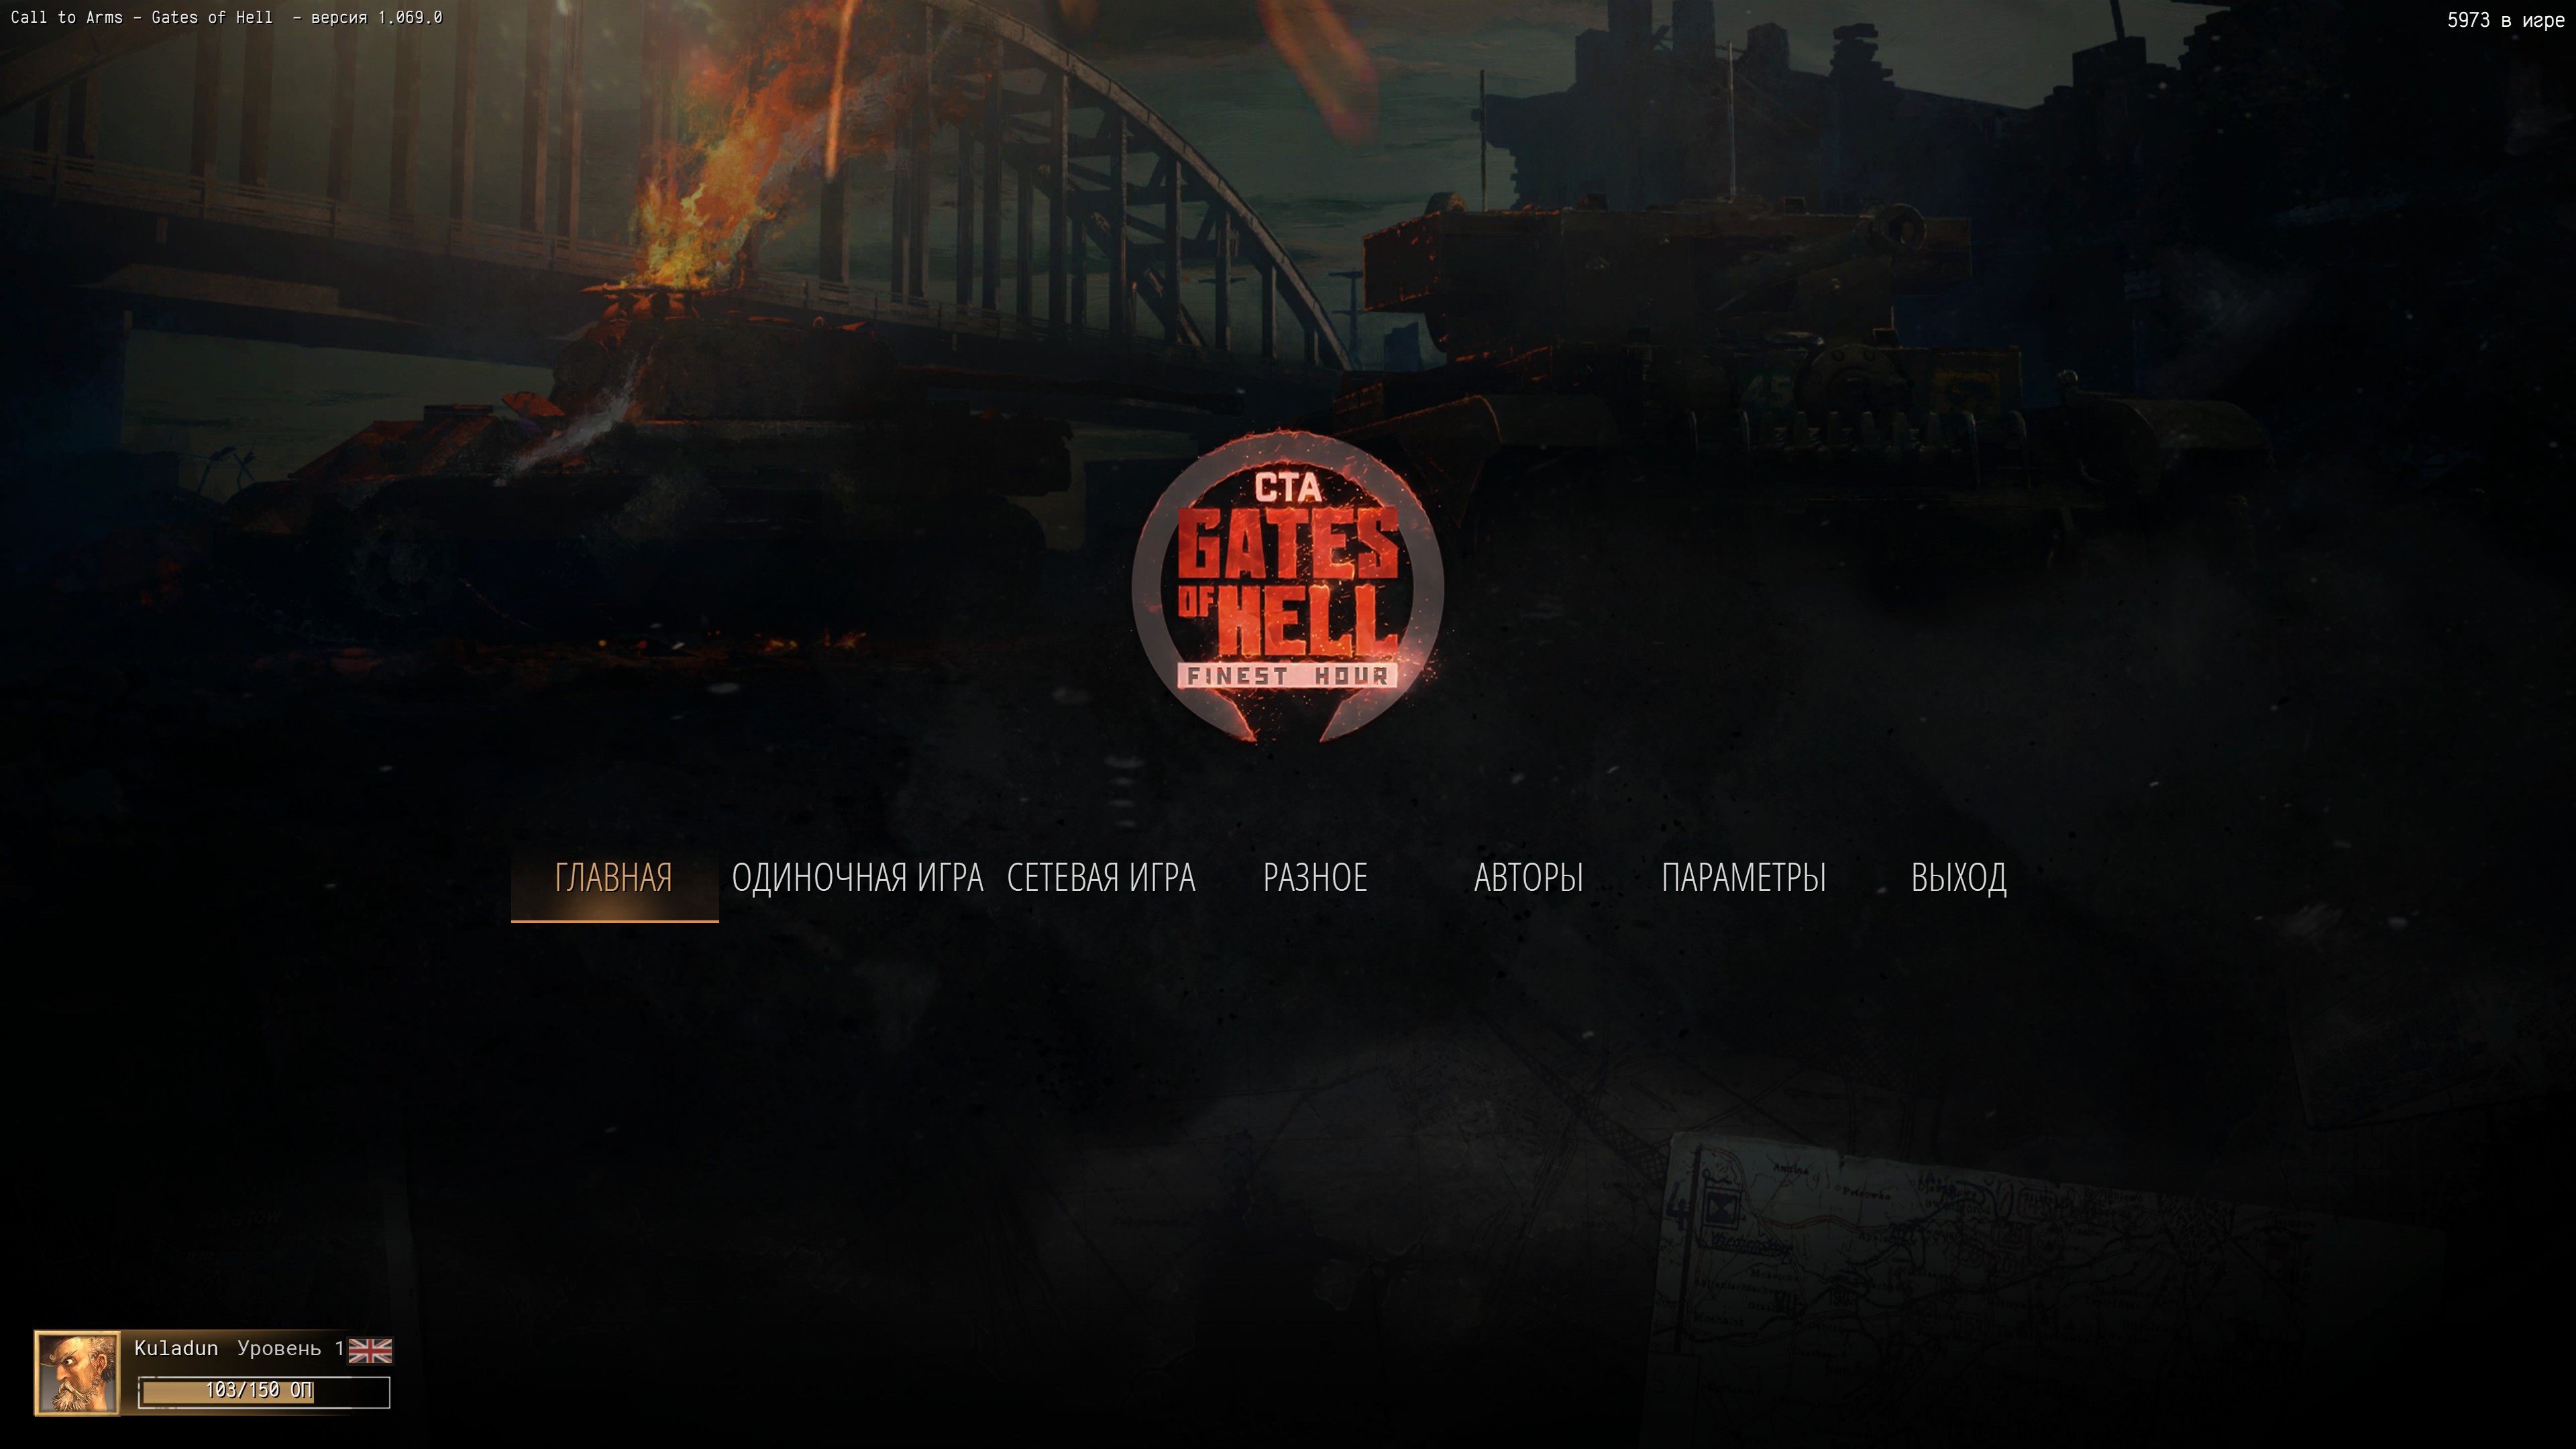 Call to Arms - Gates of Hell - версия 1.069.0
5973 в игре
CTA
GATES
OF HELL
FINEST HOUR
ГЛАВНАЯ ОДИНОЧНАЯ ИГРА СЕТЕВАЯ ИГРА РАЗНОЕ АВТОРЫ ПАРАМЕТРЫ ВЫХОД
Kuladun Уровень 1
103/150 ОП